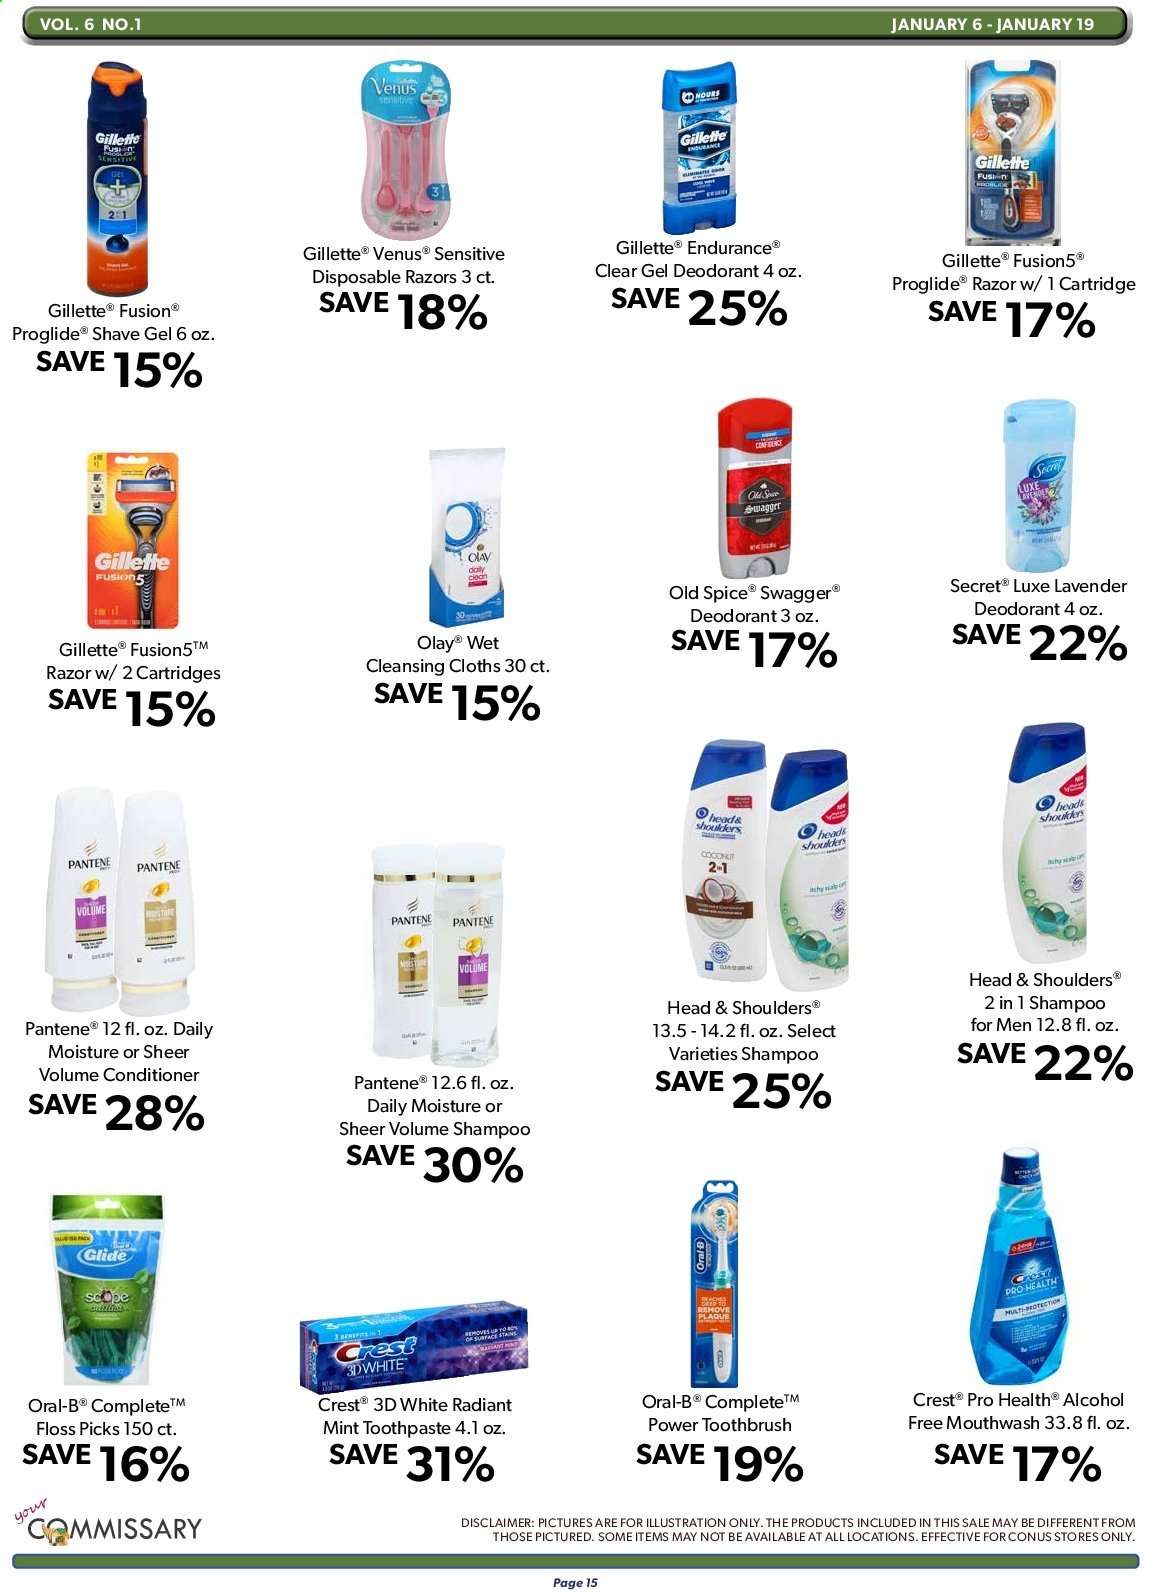 VOL. 6 NO.1
JANUARY 6 - JANUARY 19
Gillette® Fusion®
Proglide® Shave Gel 6 oz.
SAVE 15%
Gillette® Venus® Sensitive
Disposable Razors 3 ct.
SAVE 18%
Gillette® Endurance®
Clear Gel Deodorant 4 oz.
SAVE 25%
Gillette® Fusion5®
Proglide® Razor w/ 1 Cartridge
SAVE 17%
Gillette® Fusion5™
Razor w/ 2 Cartridges
SAVE 15%
Olay® Wet
Cleansing Cloths 30 ct.
SAVE 15%
Old Spice® Swagger®
Deodorant 3 oz.
SAVE 17%
Secret® Luxe Lavender
Deodorant 4 oz.
SAVE 22%
Pantene® 12 fl. oz. Daily
Moisture or Sheer
Volume Conditioner
SAVE 28%
Pantene® 12.6 fl. oz.
Daily Moisture or
Sheer Volume Shampoo
SAVE 30%
Head & Shoulders®
13.5 - 14.2 fl. oz. Select
Varieties Shampoo
SAVE 25%
Head & Shoulders®
2 in 1 Shampoo
for Men 12.8 fl. oz.
SAVE 22%
Oral-B® Complete™
Floss Picks 150 ct.
SAVE 16%
Crest® 3D White Radiant
Mint Toothpaste 4.1 oz.
SAVE 31%
Oral-B® Complete™
Power Toothbrush
SAVE 19%
Crest® Pro Health® Alcohol
Free Mouthwash 33.8 fl. oz.
SAVE 17%
your
COMMISSARY
DISCLAIMER: PICTURES ARE FOR ILLUSTRATION ONLY. THE PRODUCTS INCLUDED IN THIS SALE MAY BE DIFFERENT FROM
THOSE PICTURED. SOME ITEMS MAY NOT BE AVAILABLE AT ALL LOCATIONS. EFFECTIVE FOR CONUS STORES ONLY.
Page 15